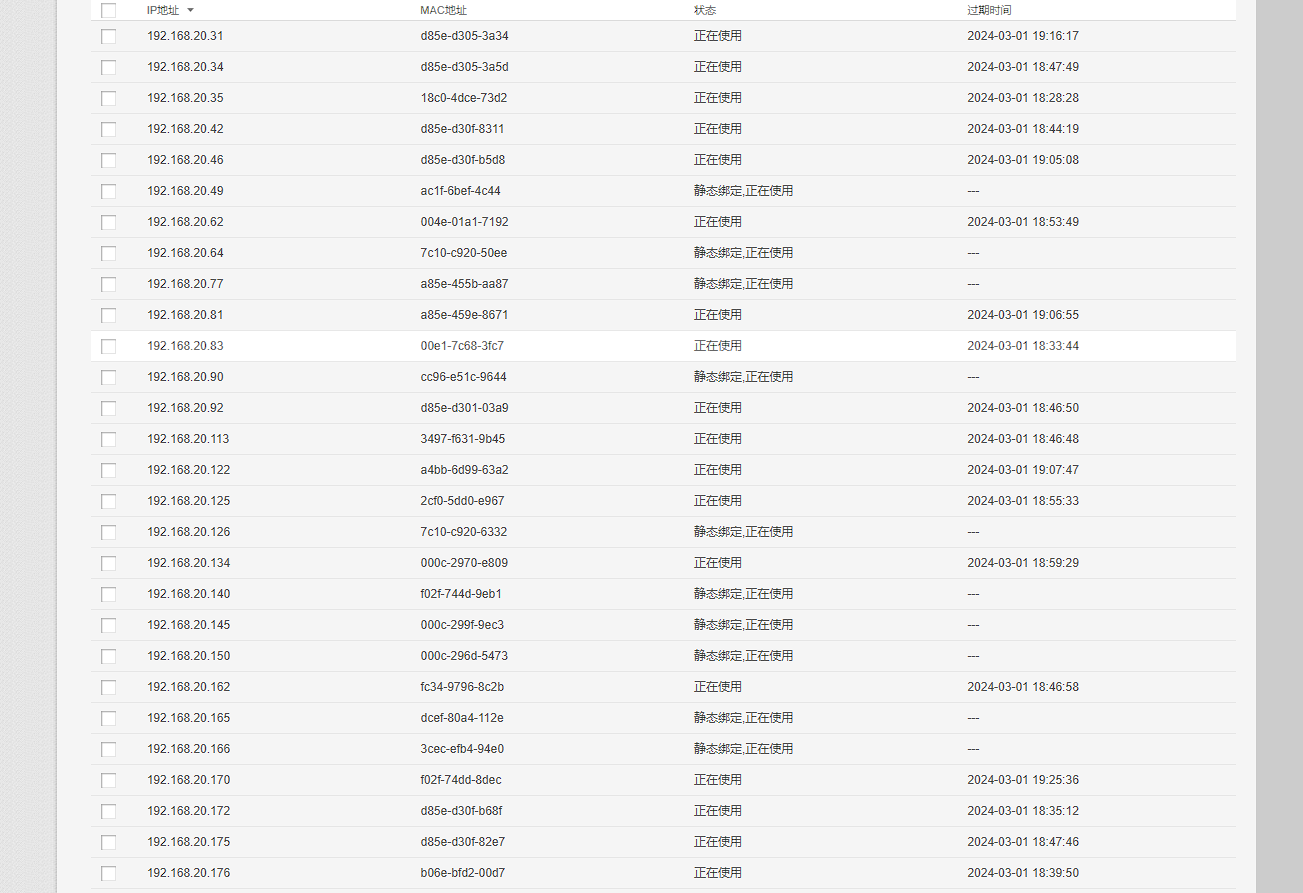 IP地址 MAC地址 状态 过期时间
192.168.20.31 d85e-d305-3a34 正在使用 2024-03-01 19:16:17
192.168.20.34 d85e-d305-3a5d 正在使用 2024-03-01 18:47:49
192.168.20.35 18c0-4dce-73d2 正在使用 2024-03-01 18:28:28
192.168.20.42 d85e-d30f-8311 正在使用 2024-03-01 18:44:19
192.168.20.46 d85e-d30f-b5d8 正在使用 2024-03-01 19:05:08
192.168.20.49 ac1f-6bef-4c44 静态绑定,正在使用 ---
192.168.20.62 004e-01a1-7192 正在使用 2024-03-01 18:53:49
192.168.20.64 7c10-c920-50ee 静态绑定,正在使用 ---
192.168.20.77 a85e-455b-aa87 静态绑定,正在使用 ---
192.168.20.81 a85e-459e-8671 正在使用 2024-03-01 19:06:55
192.168.20.83 00e1-7c68-3fc7 正在使用 2024-03-01 18:33:44
192.168.20.90 cc96-e51c-9644 静态绑定,正在使用 ---
192.168.20.92 d85e-d301-03a9 正在使用 2024-03-01 18:46:50
192.168.20.113 3497-f631-9b45 正在使用 2024-03-01 18:46:48
192.168.20.122 a4bb-6d99-63a2 正在使用 2024-03-01 19:07:47
192.168.20.125 2cf0-5dd0-e967 正在使用 2024-03-01 18:55:33
192.168.20.126 7c10-c920-6332 静态绑定,正在使用 ---
192.168.20.134 000c-2970-e809 正在使用 2024-03-01 18:59:29
192.168.20.140 f02f-744d-9eb1 静态绑定,正在使用 ---
192.168.20.145 000c-299f-9ec3 静态绑定,正在使用 ---
192.168.20.150 000c-296d-5473 静态绑定,正在使用 ---
192.168.20.162 fc34-9796-8c2b 正在使用 2024-03-01 18:46:58
192.168.20.165 dcef-80a4-112e 静态绑定,正在使用 ---
192.168.20.166 3cec-efb4-94e0 静态绑定,正在使用 ---
192.168.20.170 f02f-74dd-8dec 正在使用 2024-03-01 19:25:36
192.168.20.172 d85e-d30f-b68f 正在使用 2024-03-01 18:35:12
192.168.20.175 d85e-d30f-82e7 正在使用 2024-03-01 18:47:46
192.168.20.176 b06e-bfd2-00d7 正在使用 2024-03-01 18:39:50